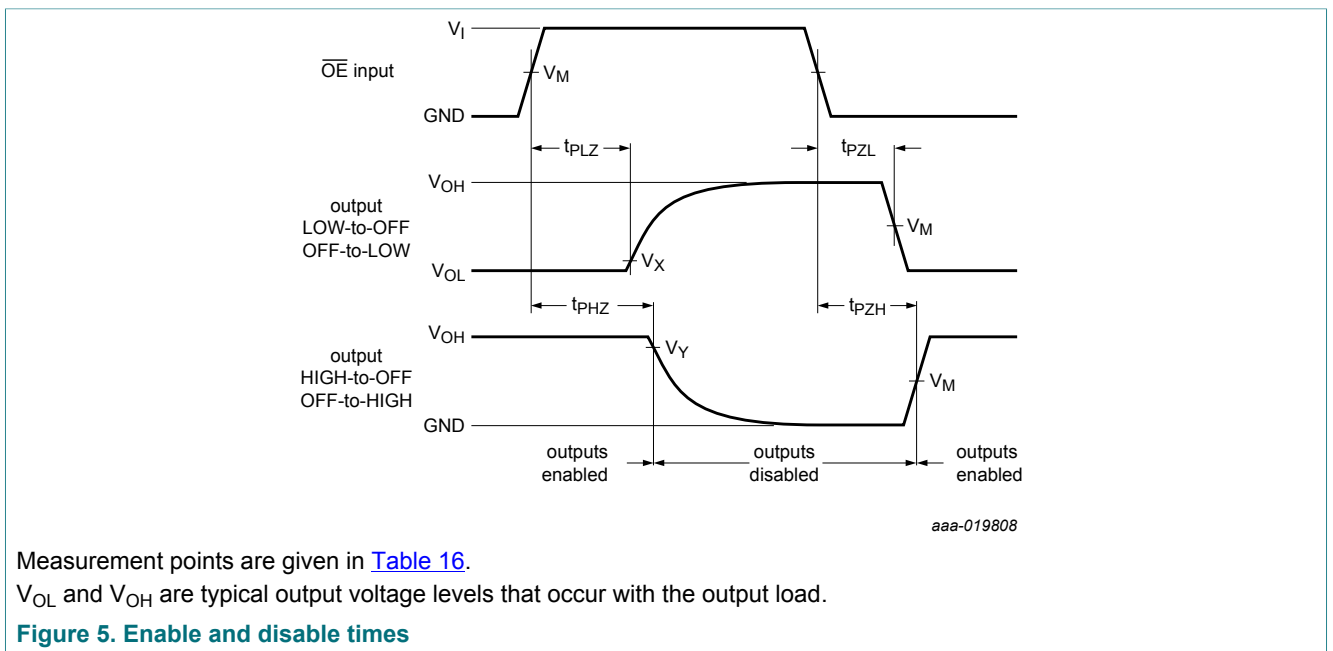 V_I
V_M
OE input
GND
t_PLZ
t_PZL
V_OH
output
LOW-to-OFF
OFF-to-LOW
V_M
V_X
V_OL
t_PHZ
t_PZH
V_OH
V_Y
output
HIGH-to-OFF
OFF-to-HIGH
V_M
GND
outputs
enabled
outputs
disabled
outputs
enabled
aaa-019808
Measurement points are given in Table 16.
V_OL and V_OH are typical output voltage levels that occur with the output load.
Figure 5. Enable and disable times